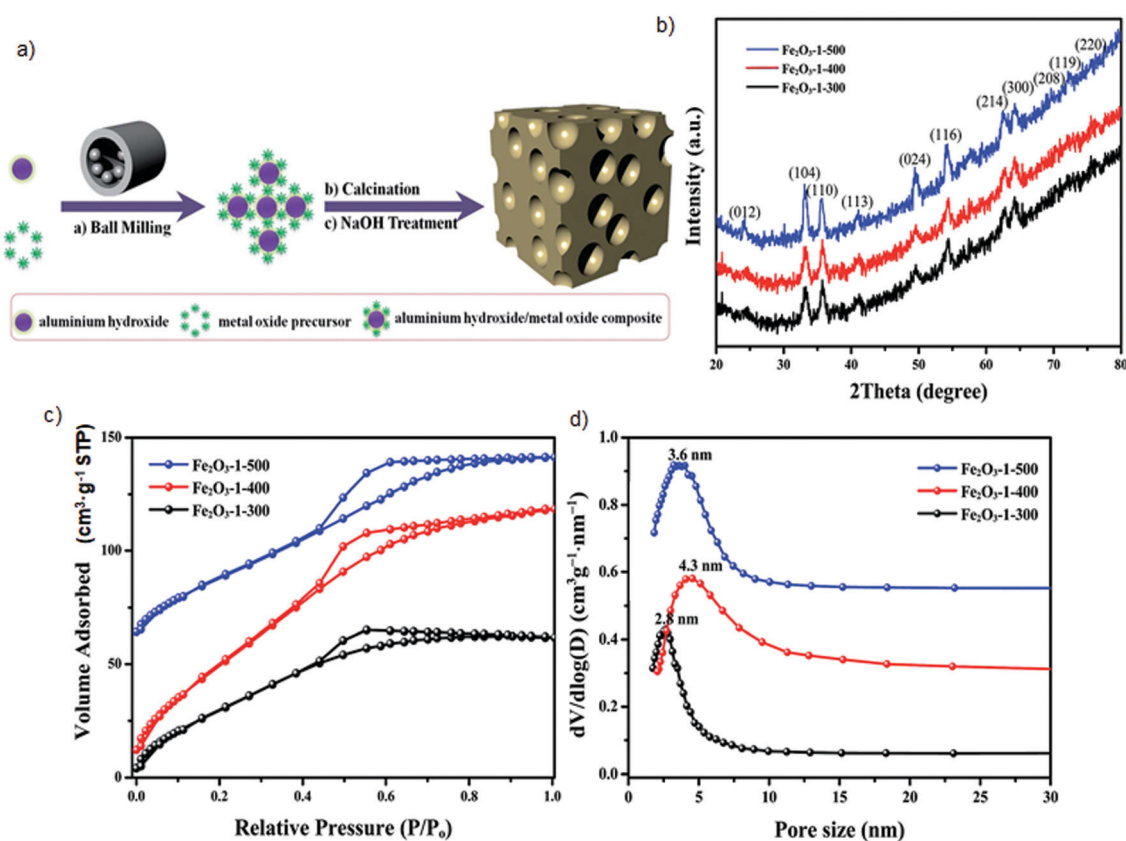 a)
a) Ball Milling
b) Calcination
c) NaOH Treatment
aluminium hydroxide
metal oxide precursor
aluminium hydroxide/metal oxide composite
b)
Intensity (a.u.)
Fe₂O₃-1-500
Fe₂O₃-1-400
Fe₂O₃-1-300
(012)
(104)
(110)
(113)
(024)
(116)
(214)
(300)
(208)
(119)
(220)
20 30 40 50 60 70 80
2Theta (degree)
c)
Volume Adsorbed (cm³·g⁻¹ STP)
150
100
50
0
Fe₂O₃-1-500
Fe₂O₃-1-400
Fe₂O₃-1-300
0.0 0.2 0.4 0.6 0.8 1.0
Relative Pressure (P/Pₒ)
d)
dV/dlog(D) (cm³g⁻¹·nm⁻¹)
1.0
0.8
0.6
0.4
0.2
0.0
3.6 nm
4.3 nm
2.8 nm
Fe₂O₃-1-500
Fe₂O₃-1-400
Fe₂O₃-1-300
0 5 10 15 20 25 30
Pore size (nm)